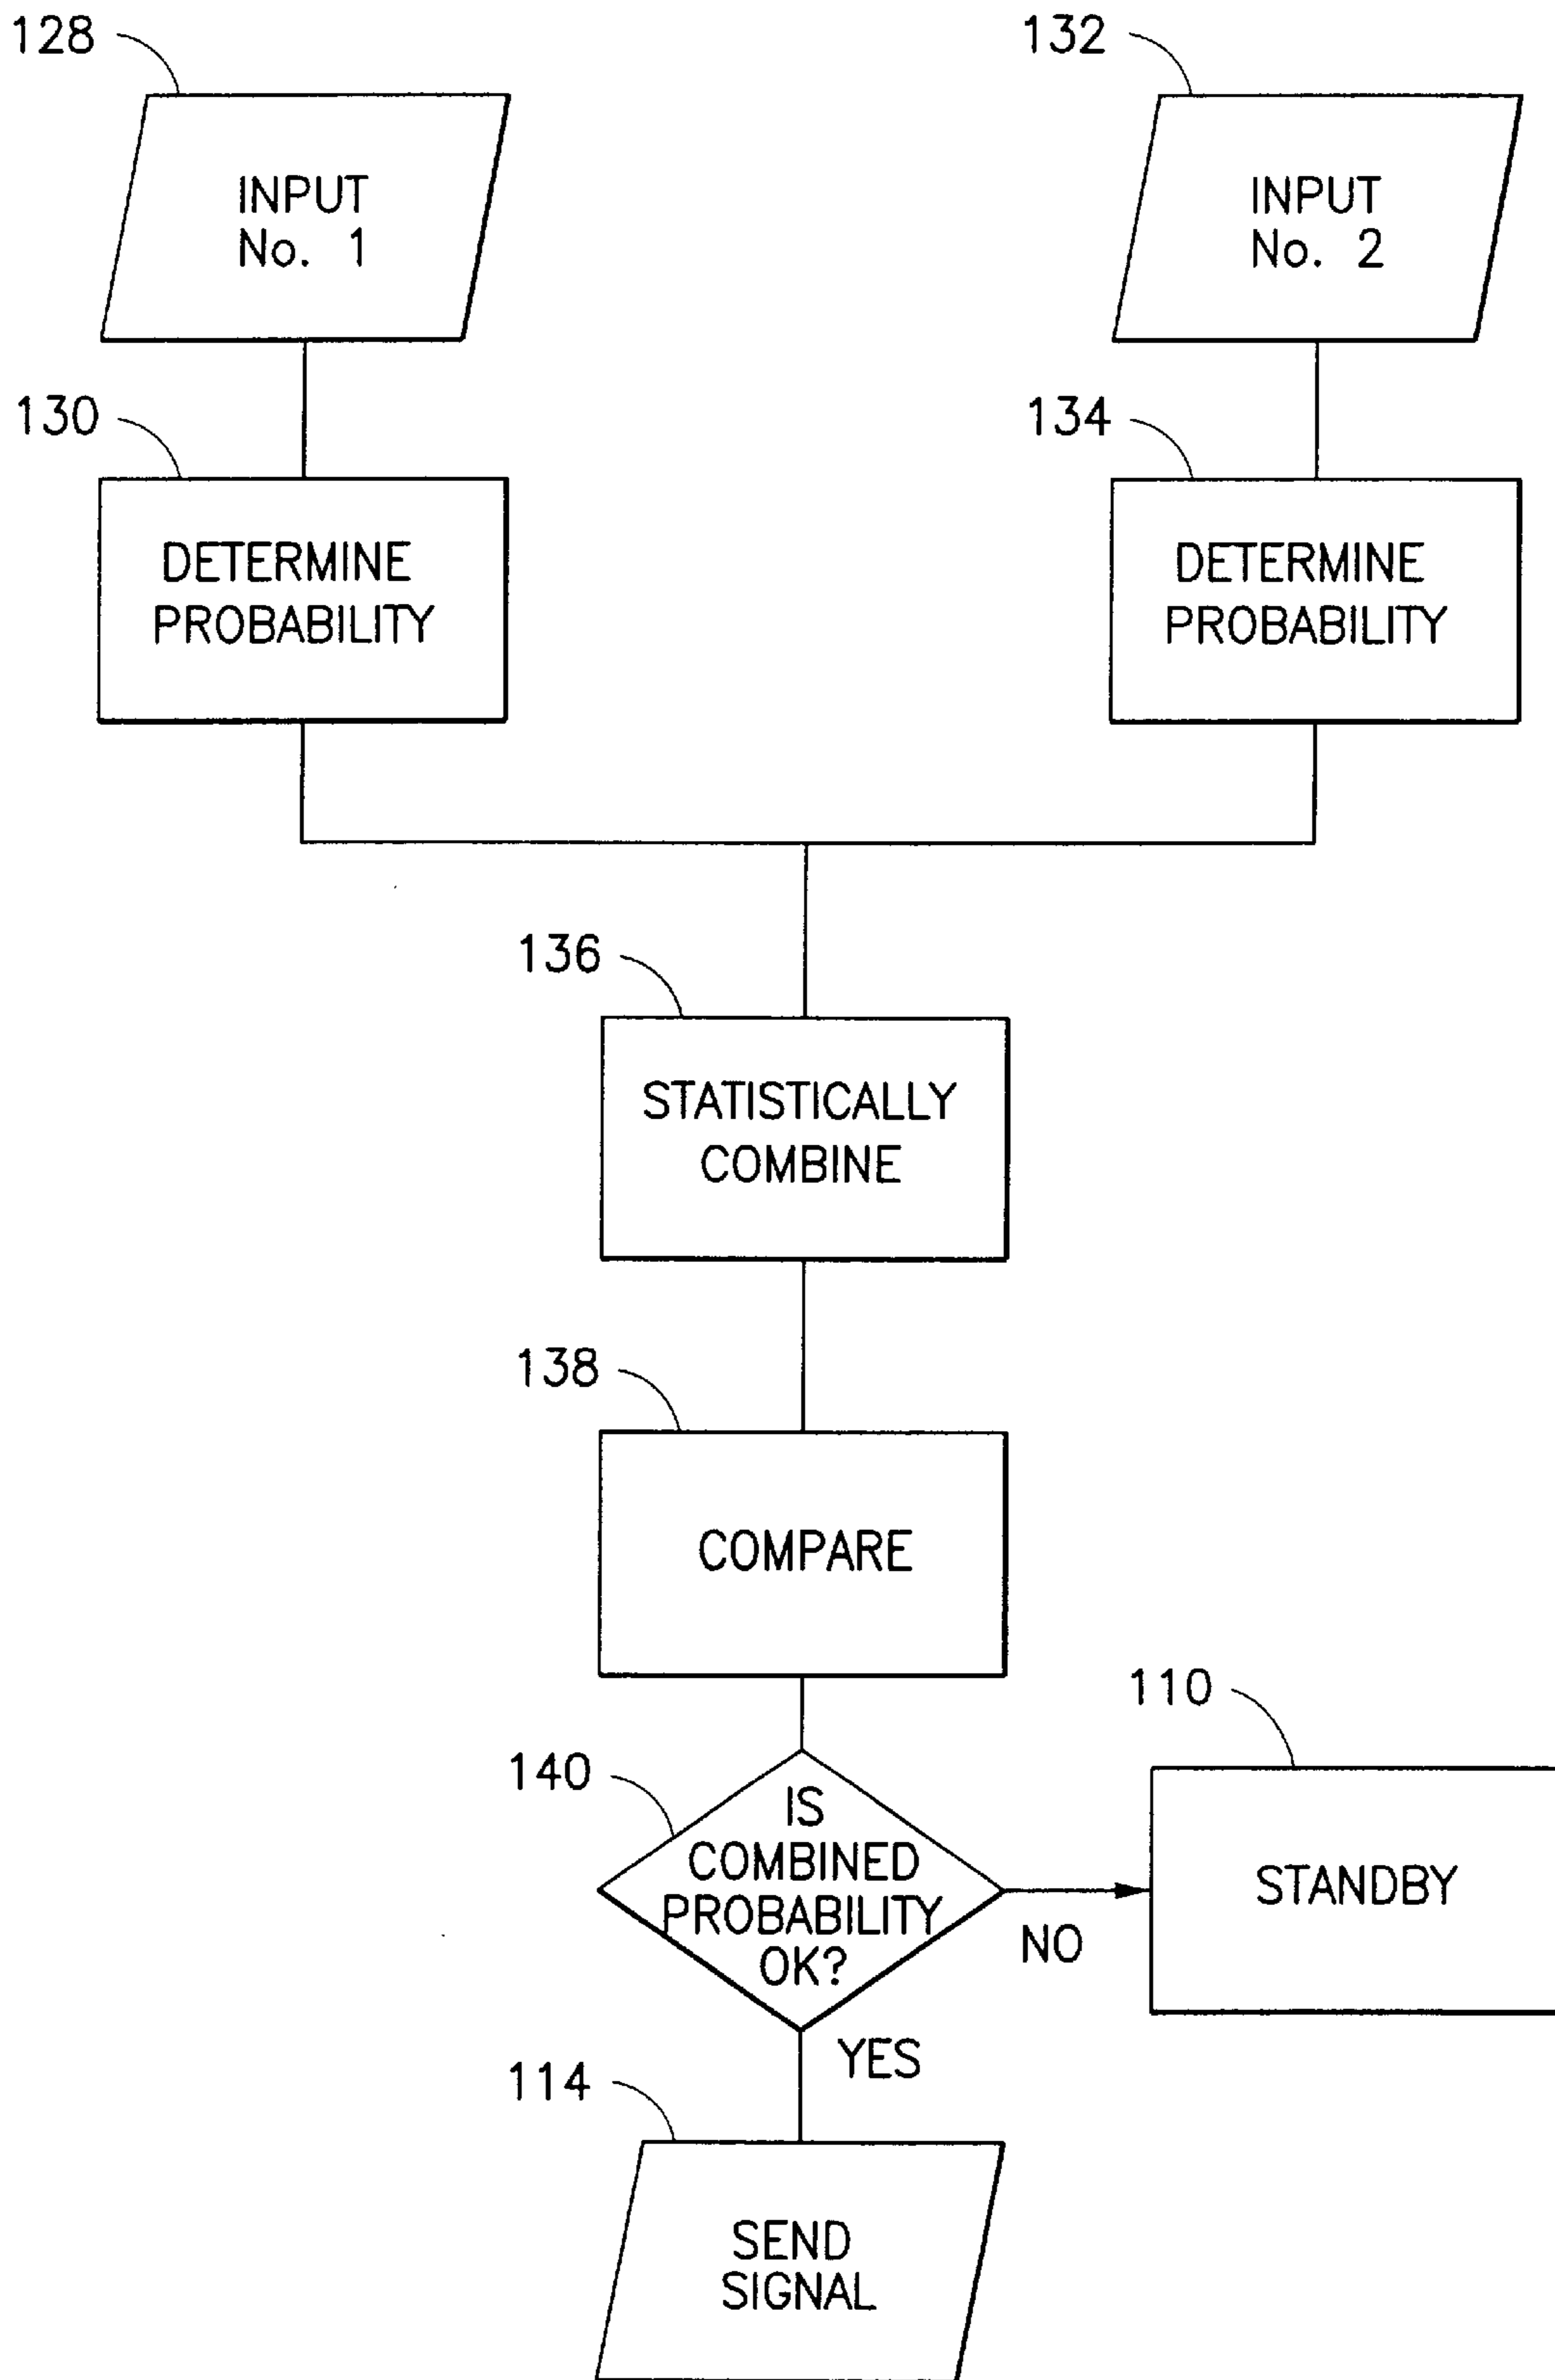 128
132
INPUT
No. 1
INPUT
No. 2
130
134
DETERMINE
PROBABILITY
DETERMINE
PROBABILITY
136
STATISTICALLY
COMBINE
138
COMPARE
110
140
IS
COMBINED
PROBABILITY
OK?
STANDBY
NO
YES
114
SEND
SIGNAL